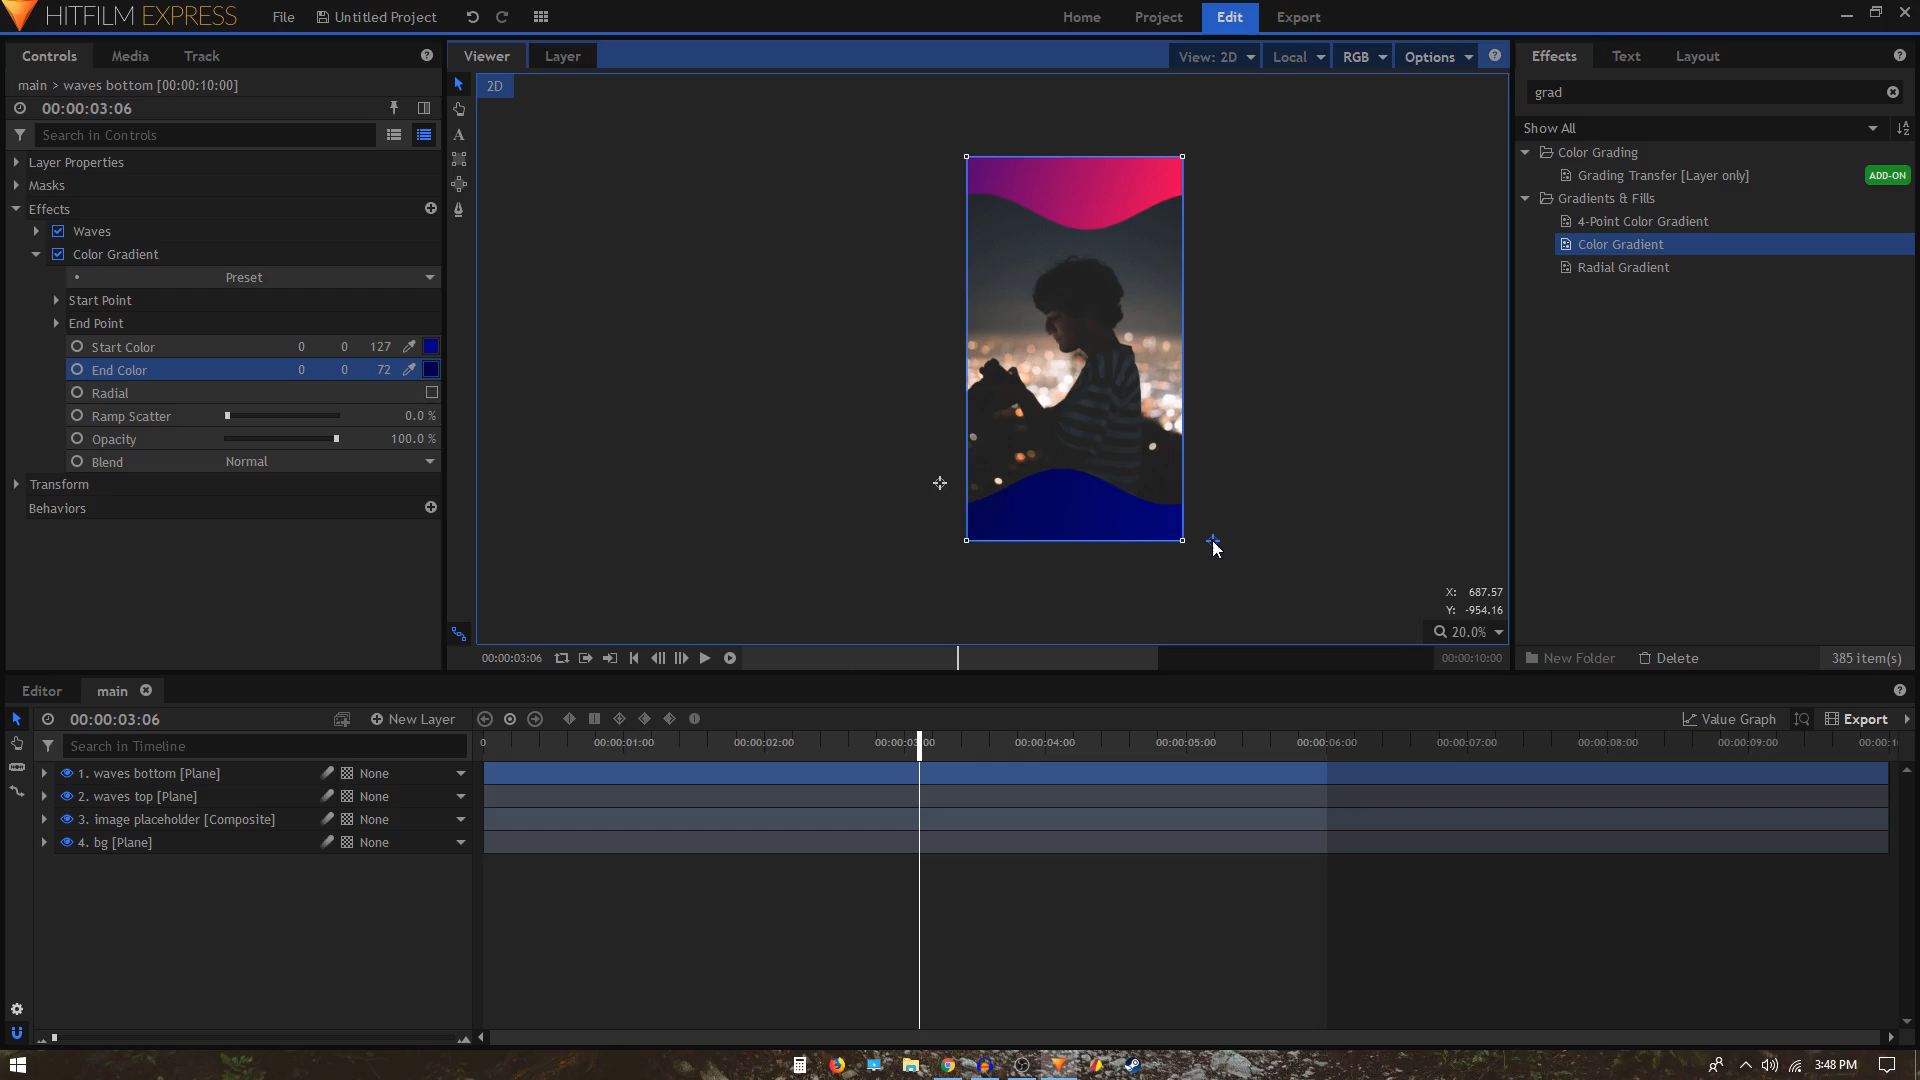 HITFILM EXPRESS
File
Untitled Project
Home
Project
Edit
Export
Controls
Media
Track
main > waves bottom [00:00:10:00]
00:00:03:06
Search in Controls
Layer Properties
Masks
Effects
Waves
Color Gradient
Preset
Start Point
End Point
Start Color 0 0 127
End Color 0 0 72
Radial
Ramp Scatter 0.0 %
Opacity 100.0 %
Blend Normal
Transform
Behaviors
Viewer
Layer
View: 2D
Local
RGB
Options
2D
X: 687.57
Y: -954.16
20.0%
00:00:03:06
00:00:10:00
Effects
Text
Layout
grad
Show All
Color Grading
Grading Transfer [Layer only] ADD-ON
Gradients & Fills
4-Point Color Gradient
Color Gradient
Radial Gradient
New Folder
Delete
385 item(s)
Editor
main
00:00:03:06
New Layer
Value Graph
Export
Search in Timeline
0 00:00:01:00 00:00:02:00 00:00:03:00 00:00:04:00 00:00:05:00 00:00:06:00 00:00:07:00 00:00:08:00 00:00:09:00 00:00:1
1. waves bottom [Plane] None
2. waves top [Plane] None
3. image placeholder [Composite] None
4. bg [Plane] None
3:48 PM